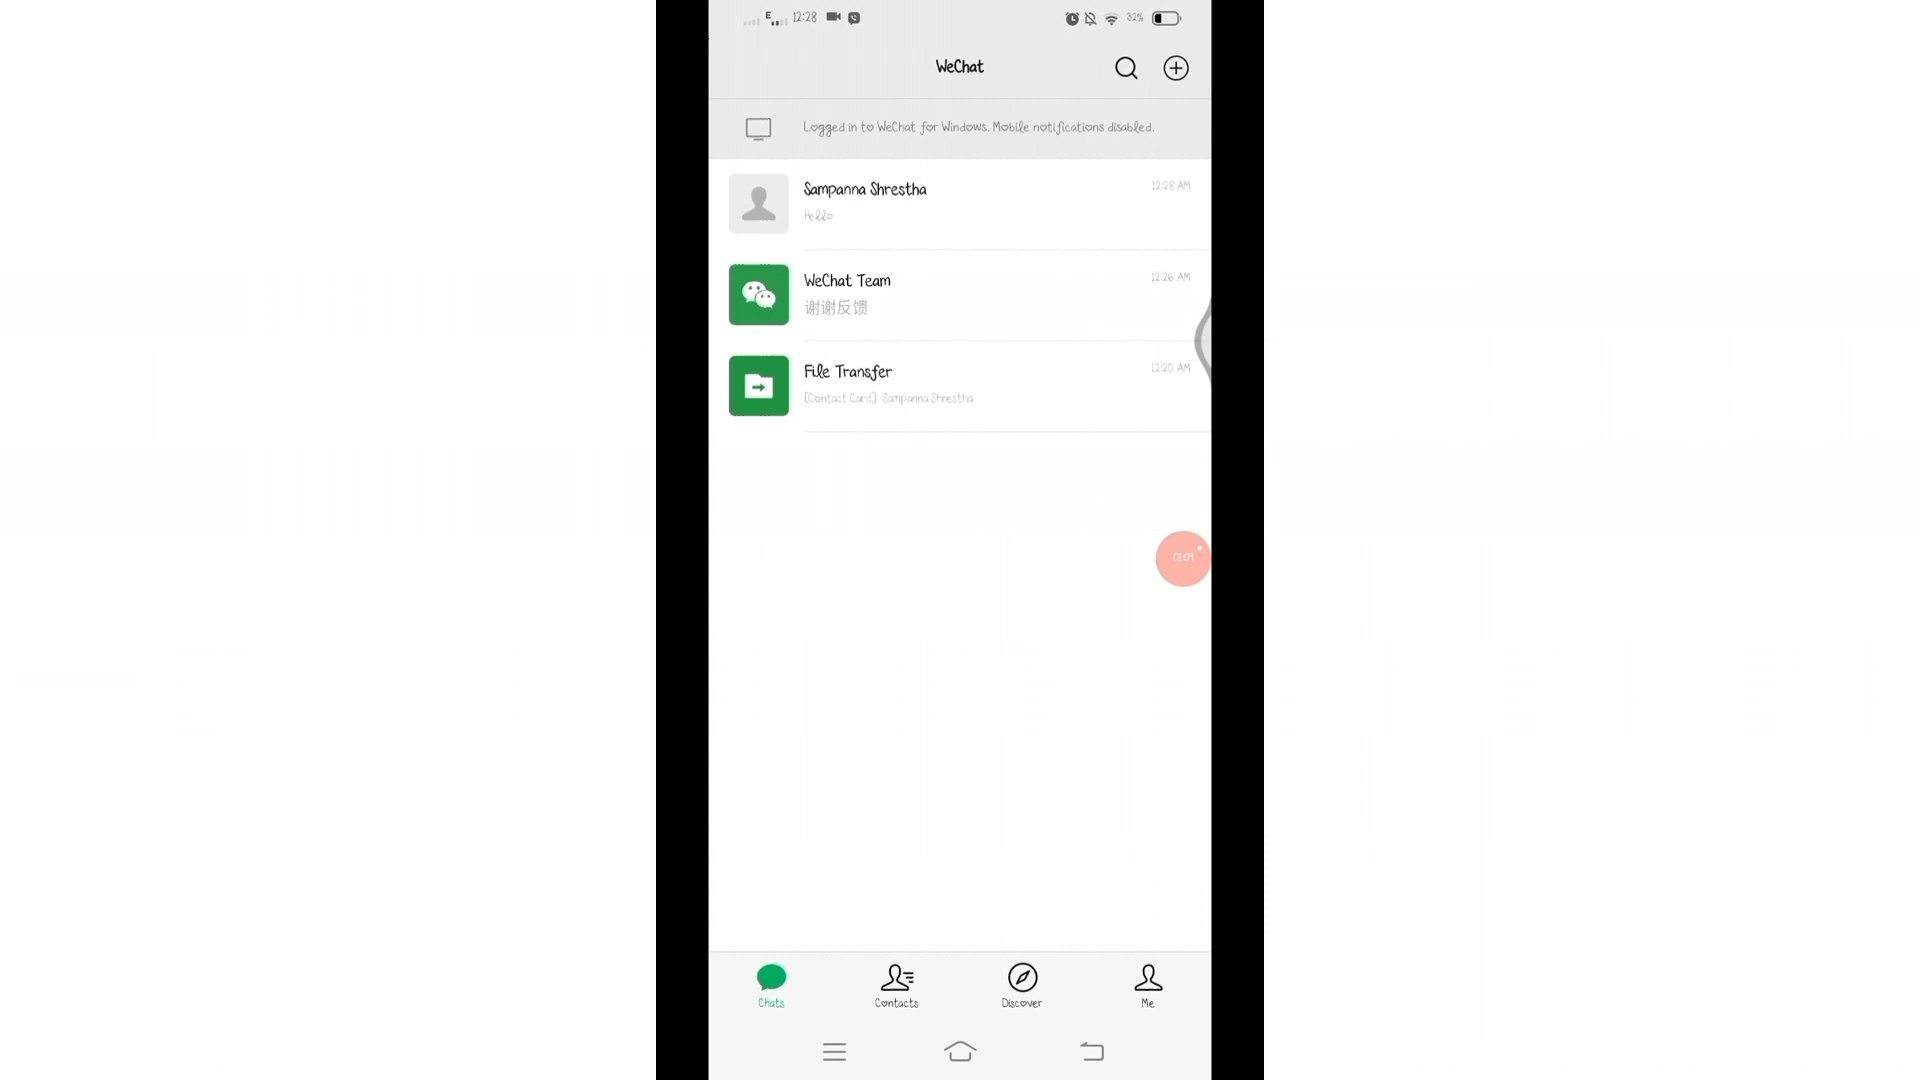 E 12:28 32%
WeChat
Logged in to WeChat for Windows. Mobile notifications disabled.
Sampanna Shrestha 12:28 AM
Hello
WeChat Team 12:26 AM
谢谢反馈
File Transfer 12:20 AM
[Contact Card] Sampanna Shrestha
01:09
Chats Contacts Discover Me